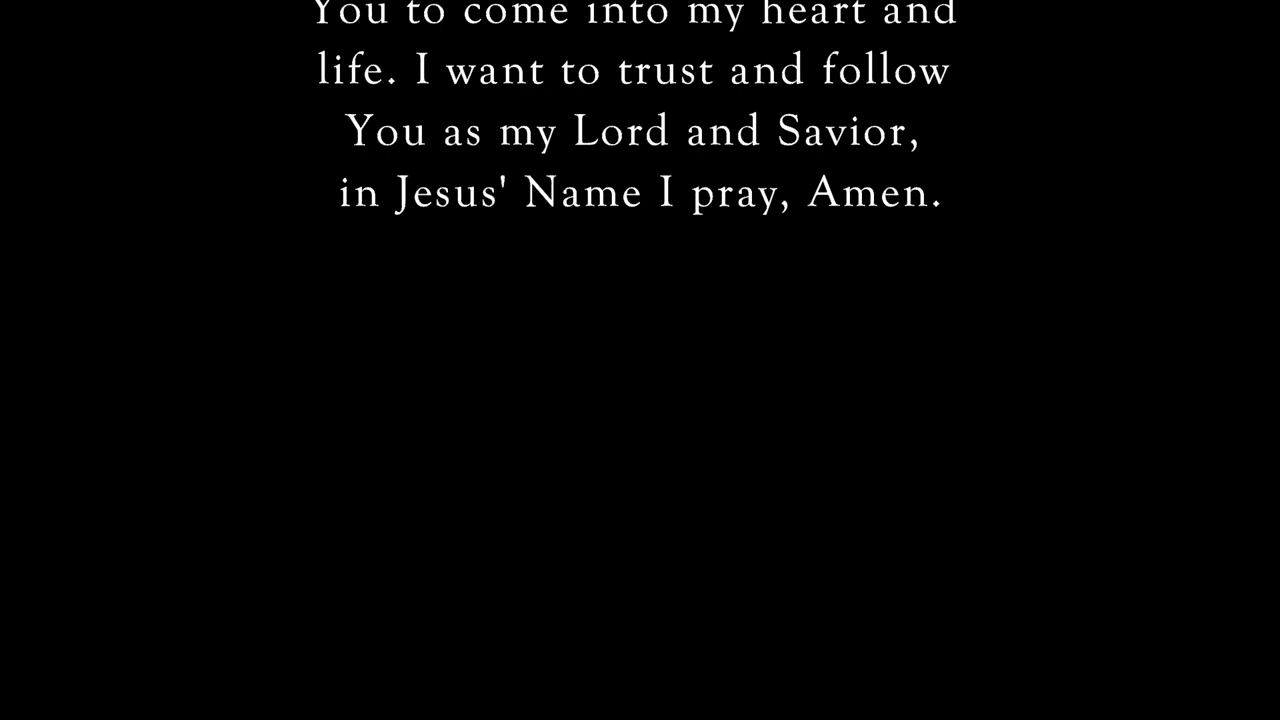 You to come into my heart and
life. I want to trust and follow
You as my Lord and Savior,
in Jesus' Name I pray, Amen.